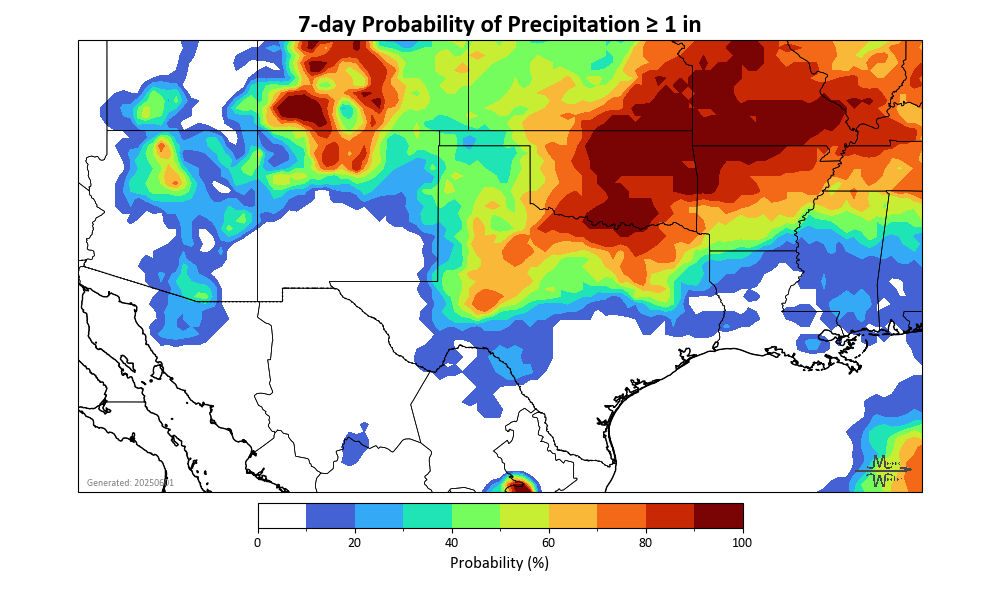 7-day Probability of Precipitation ≥ 1 in
Generated: 20250601
0 20 40 60 80 100
Probability (%)